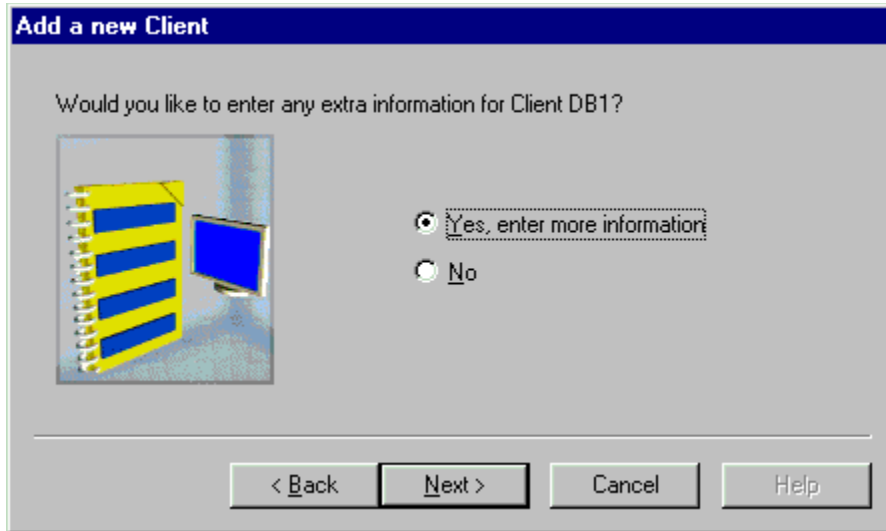 Add a new Client
Would you like to enter any extra information for Client DB1?
Yes, enter more information
No
< Back Next > Cancel Help